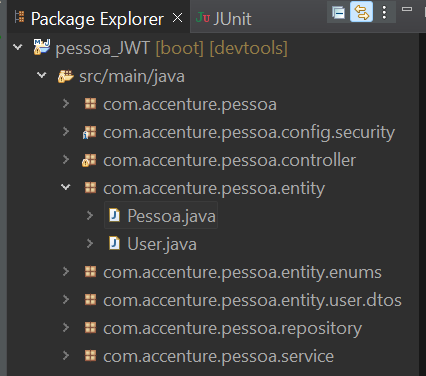 Package Explorer JUnit
pessoa_JWT [boot] [devtools]
src/main/java
com.accenture.pessoa
com.accenture.pessoa.config.security
com.accenture.pessoa.controller
com.accenture.pessoa.entity
Pessoa.java
User.java
com.accenture.pessoa.entity.enums
com.accenture.pessoa.entity.user.dtos
com.accenture.pessoa.repository
com.accenture.pessoa.service